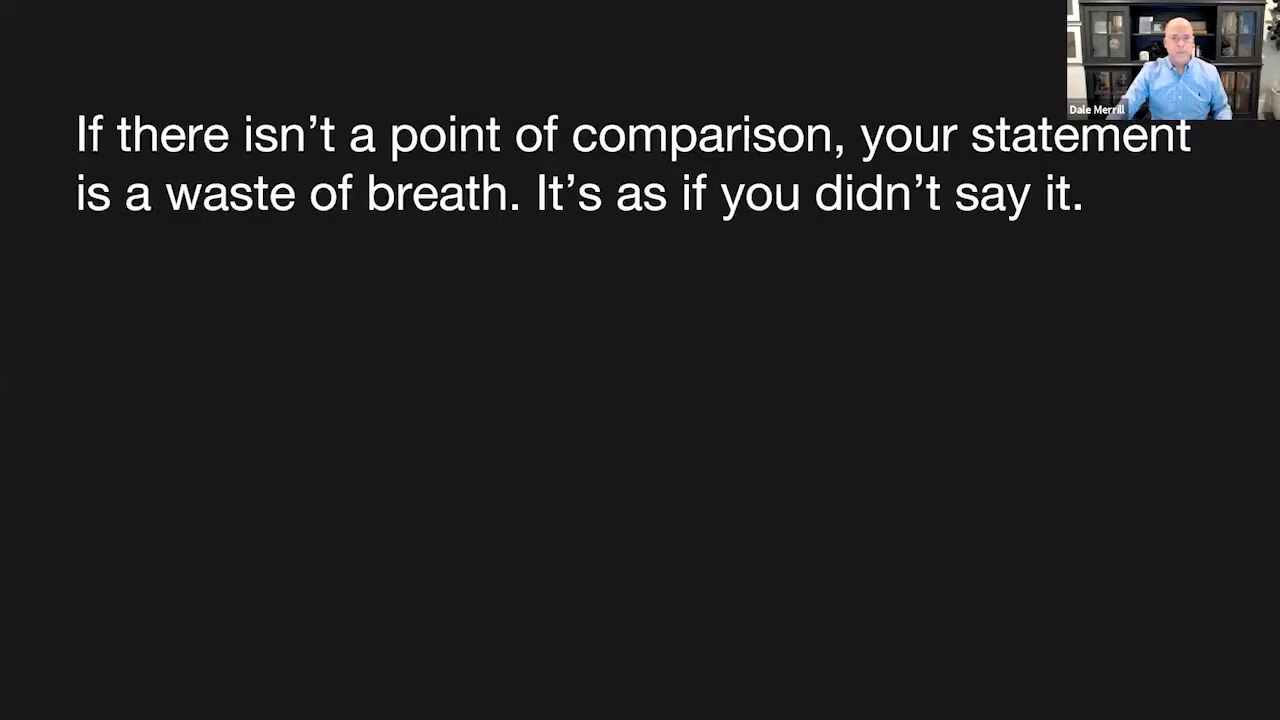 Dale Merrill
If there isn’t a point of comparison, your statement
is a waste of breath. It’s as if you didn’t say it.